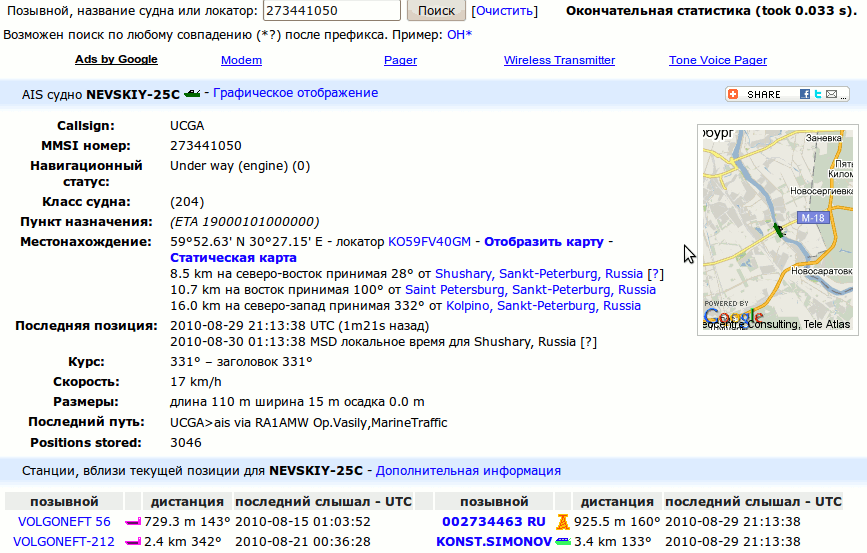 Позывной, название судна или локатор: 273441050 Поиск [Очистить] Окончательная статистика (took 0.033 s).
Возможен поиск по любому совпадению (*?) после префикса. Пример: OH*
Ads by Google Modem Pager Wireless Transmitter Tone Voice Pager
AIS судно NEVSKIY-25C - Графическое отображение SHARE ...
Callsign: UCGA
MMSI номер: 273441050
Навигационный статус: Under way (engine) (0)
Класс судна: (204)
Пункт назначения: (ETA 19000101000000)
Местонахождение: 59°52.63' N 30°27.15' E - локатор KO59FV40GM - Отобразить карту -
Статическая карта
8.5 km на северо-восток принимая 28° от Shushary, Sankt-Peterburg, Russia [?]
10.7 km на восток принимая 100° от Saint Petersburg, Sankt-Peterburg, Russia
16.0 km на северо-запад принимая 332° от Kolpino, Sankt-Peterburg, Russia
Последняя позиция: 2010-08-29 21:13:38 UTC (1m21s назад)
2010-08-30 01:13:38 MSD локальное время для Shushary, Russia [?]
Курс: 331° – заголовок 331°
Скорость: 17 km/h
Размеры: длина 110 m ширина 15 m осадка 0.0 m
Последний путь: UCGA>ais via RA1AMW Op.Vasily,MarineTraffic
Positions stored: 3046
рбург
Заневка
Пят
Килом
Новосергиевка
М-18
Новосаратовк
POWERED BY
Google
eocentre Consulting, Tele Atlas
Станции, вблизи текущей позиции для NEVSKIY-25C - Дополнительная информация
позывной дистанция последний слышал - UTC позывной дистанция последний слышал - UTC
VOLGONEFT 56 729.3 m 143° 2010-08-15 01:03:52 002734463 RU 925.5 m 160° 2010-08-29 21:13:38
VOLGONEFT-212 2.4 km 342° 2010-08-21 00:36:28 KONST.SIMONOV 3.4 km 133° 2010-08-29 21:13:38